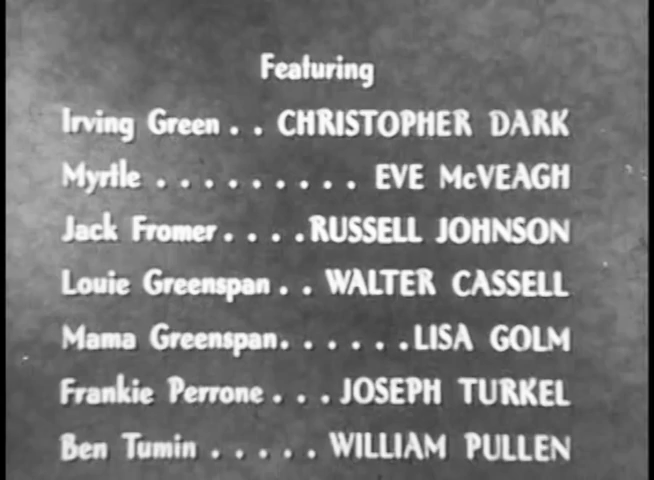 Featuring
Irving Green . . CHRISTOPHER DARK
Myrtle . . . . . . . . . EVE McVEAGH
Jack Fromer . . . . RUSSELL JOHNSON
Louie Greenspan . . WALTER CASSELL
Mama Greenspan. . . . . . . LISA GOLM
Frankie Perrone . . . JOSEPH TURKEL
Ben Tumin . . . . . WILLIAM PULLEN